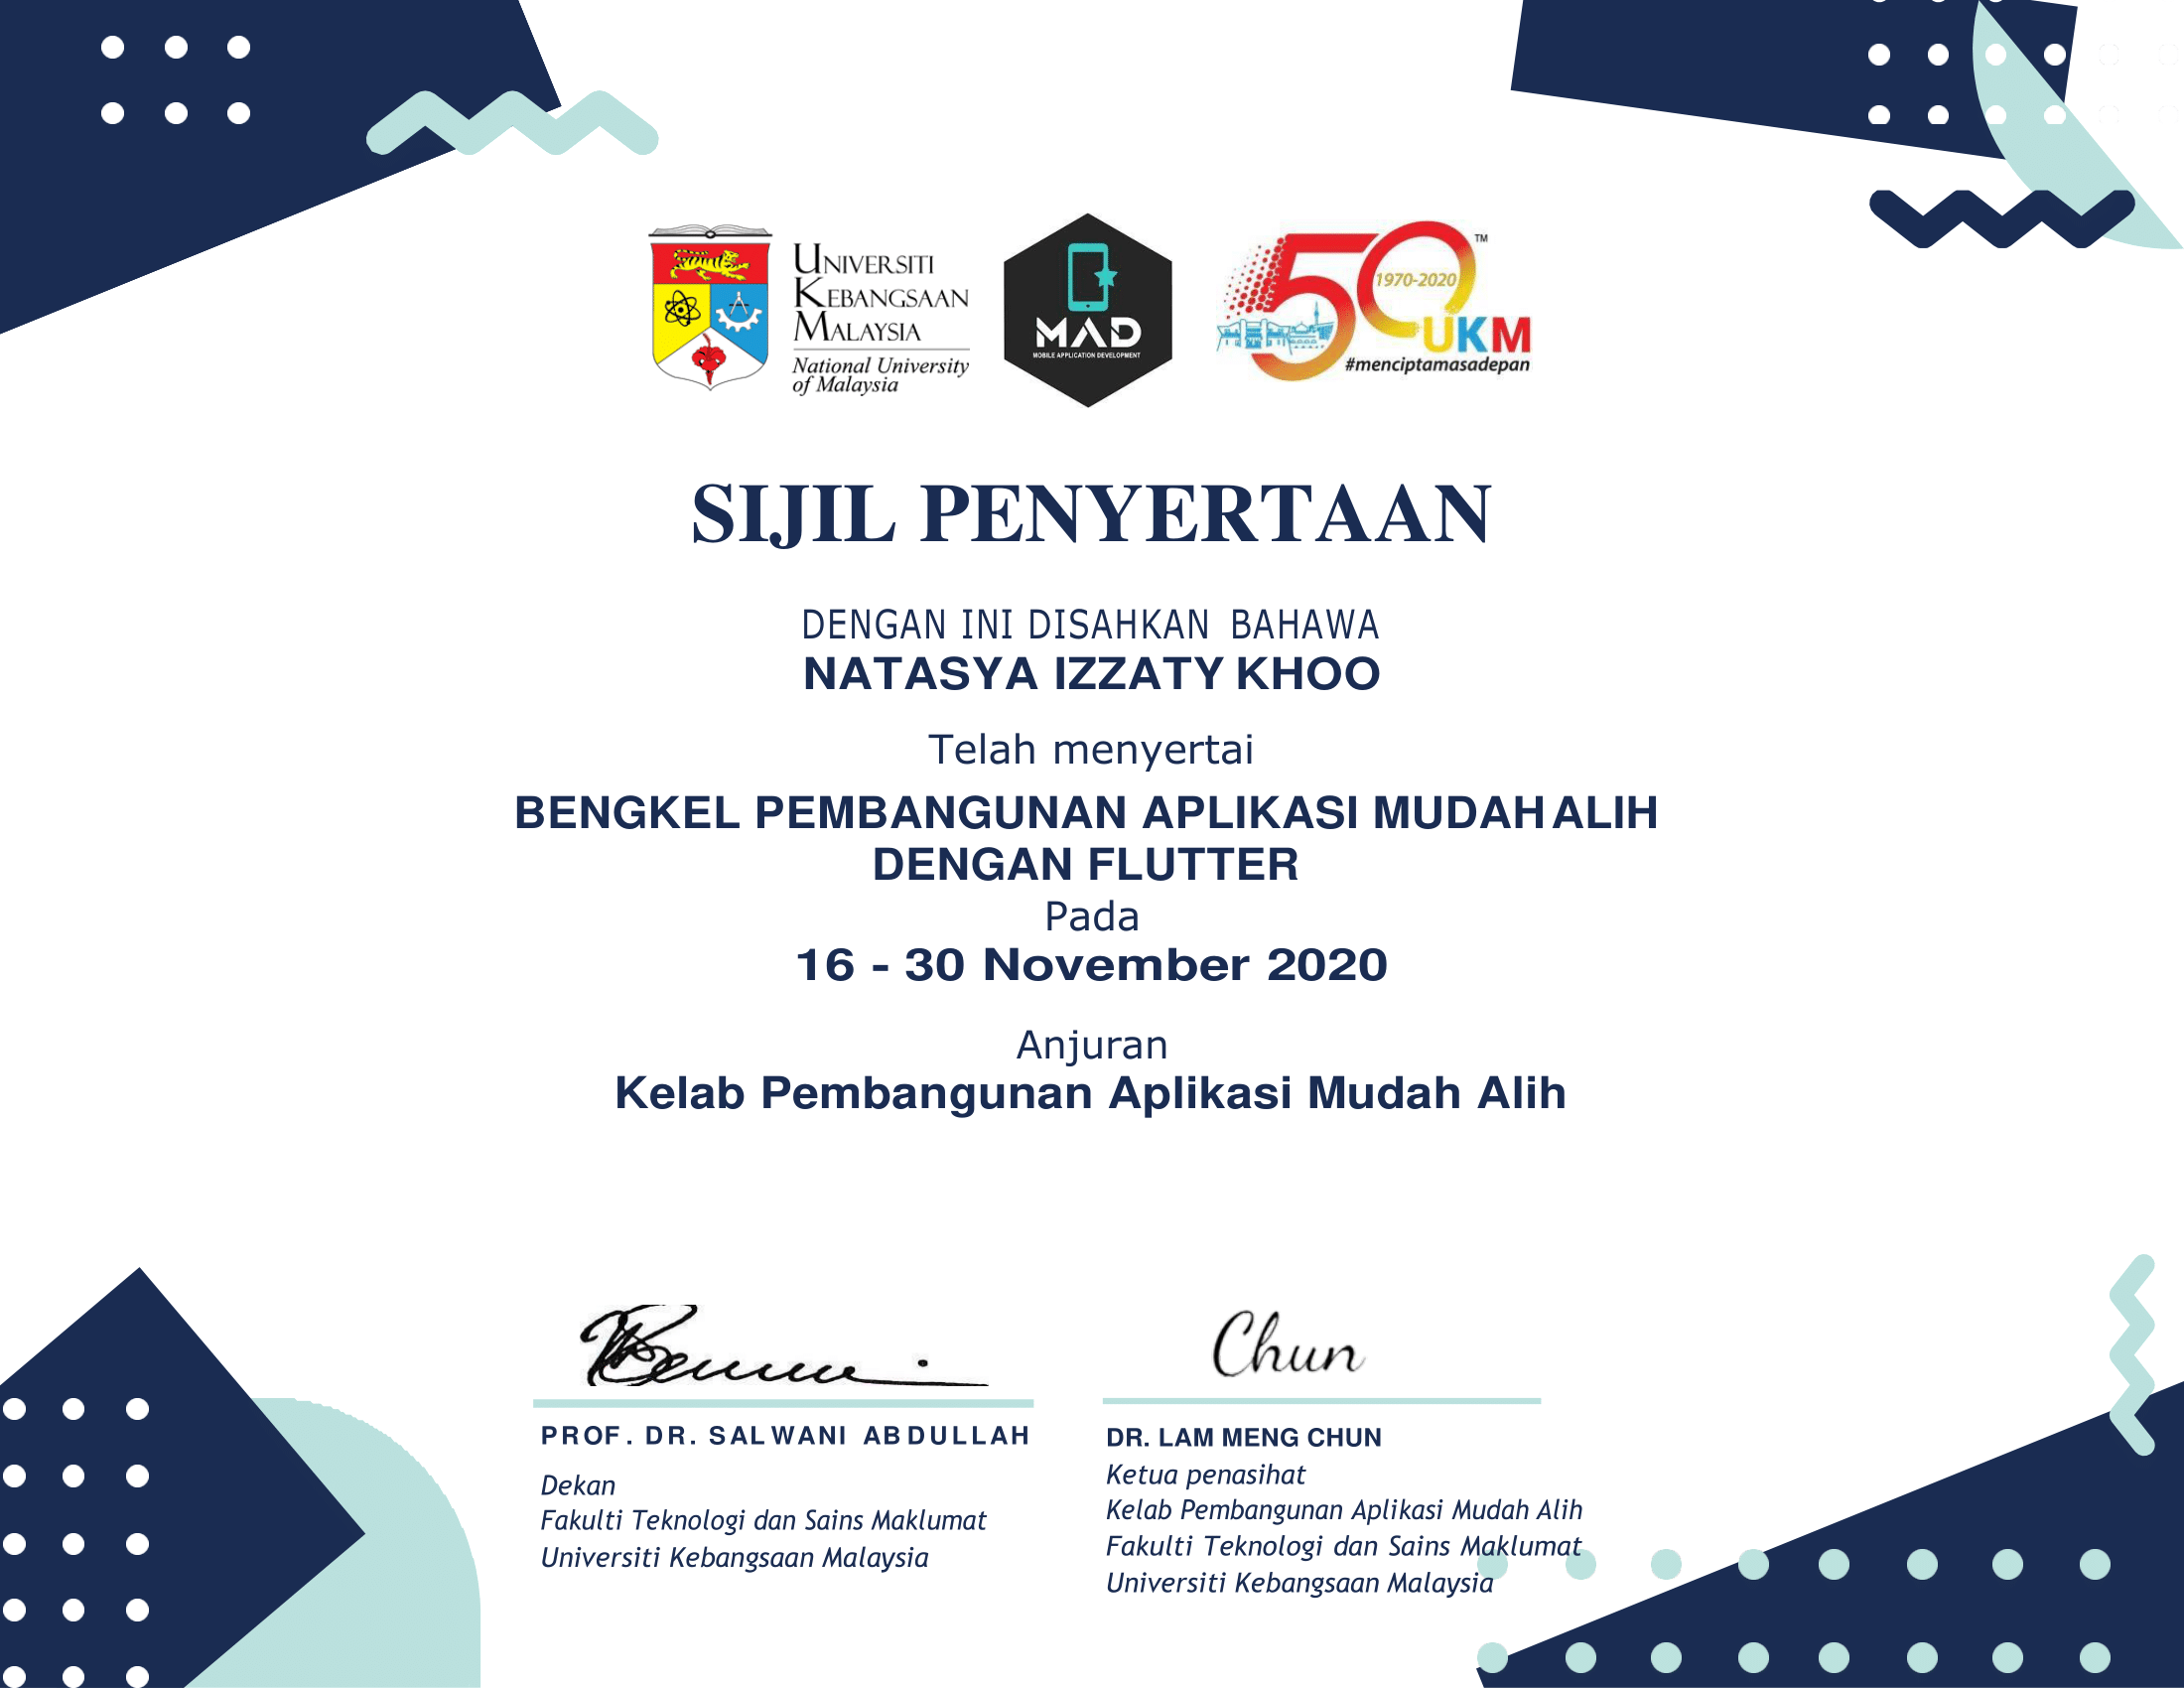 UNIVERSITI
KEBANGSAAN
MALAYSIA
National University
of Malaysia
MAD
MOBILE APPLICATION DEVELOPMENT
50 TM
1970-2020
UKM
#menciptamasadepan
SIJIL PENYERTAAN
DENGAN INI DISAHKAN BAHAWA
NATASYA IZZATY KHOO
Telah menyertai
BENGKEL PEMBANGUNAN APLIKASI MUDAH ALIH
DENGAN FLUTTER
Pada
16 - 30 November 2020
Anjuran
Kelab Pembangunan Aplikasi Mudah Alih
Chun
PROF. DR. SALWANI ABDULLAH
Dekan
Fakulti Teknologi dan Sains Maklumat
Universiti Kebangsaan Malaysia
DR. LAM MENG CHUN
Ketua penasihat
Kelab Pembangunan Aplikasi Mudah Alih
Fakulti Teknologi dan Sains Maklumat
Universiti Kebangsaan Malaysia